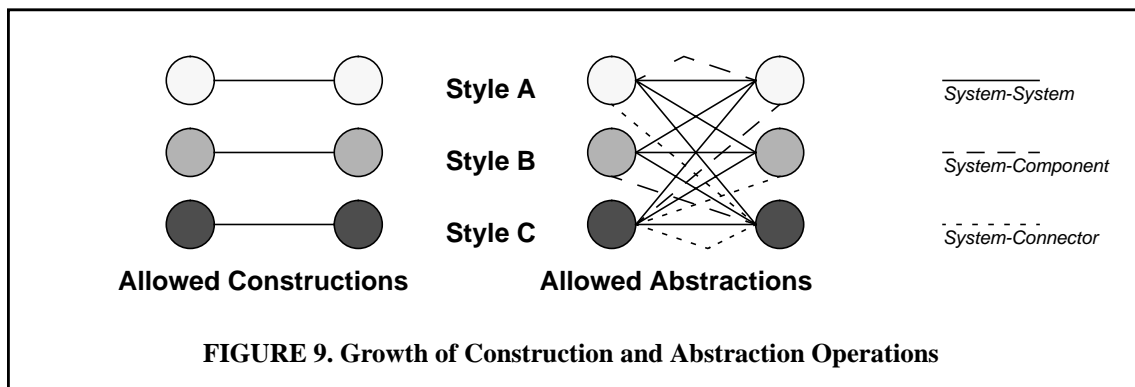 Style A
System-System
Style B
System-Component
Style C
System-Connector
Allowed Constructions
Allowed Abstractions
FIGURE 9. Growth of Construction and Abstraction Operations